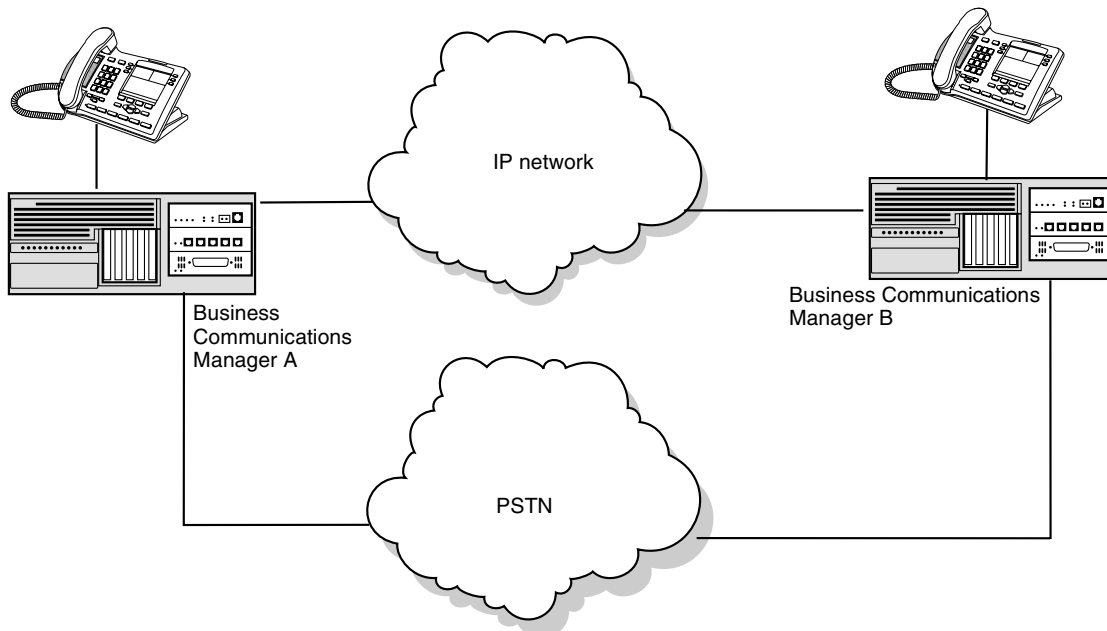 IP network
Business Communications
Manager B
Business
Communications
Manager A
PSTN